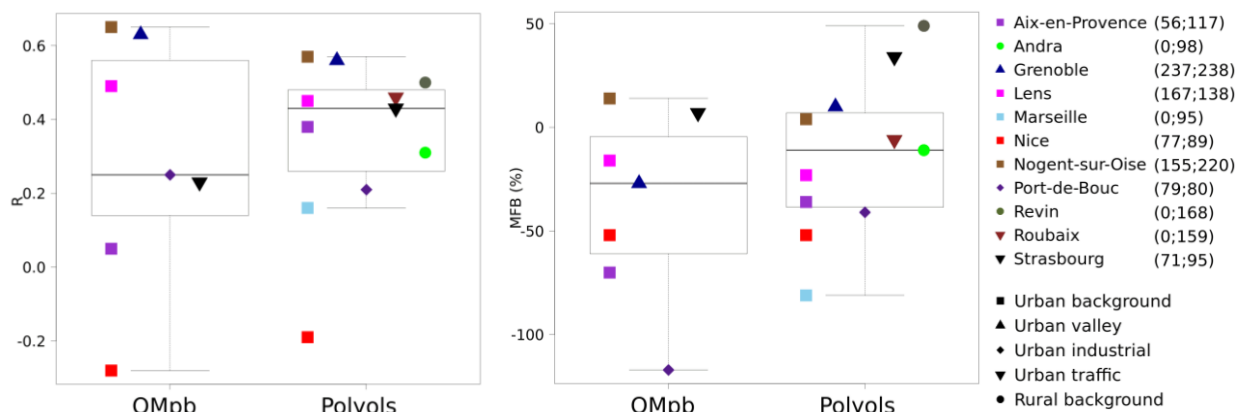 0.6
0.4
0.2
0.0
-0.2
R
OMpb
Polyols
50
0
-50
-100
MFB (%)
OMpb
Polyols
Aix-en-Provence (56;117)
Andra (0;98)
Grenoble (237;238)
Lens (167;138)
Marseille (0;95)
Nice (77;89)
Nogent-sur-Oise (155;220)
Port-de-Bouc (79;80)
Revin (0;168)
Roubaix (0;159)
Strasbourg (71;95)
Urban background
Urban valley
Urban industrial
Urban traffic
Rural background